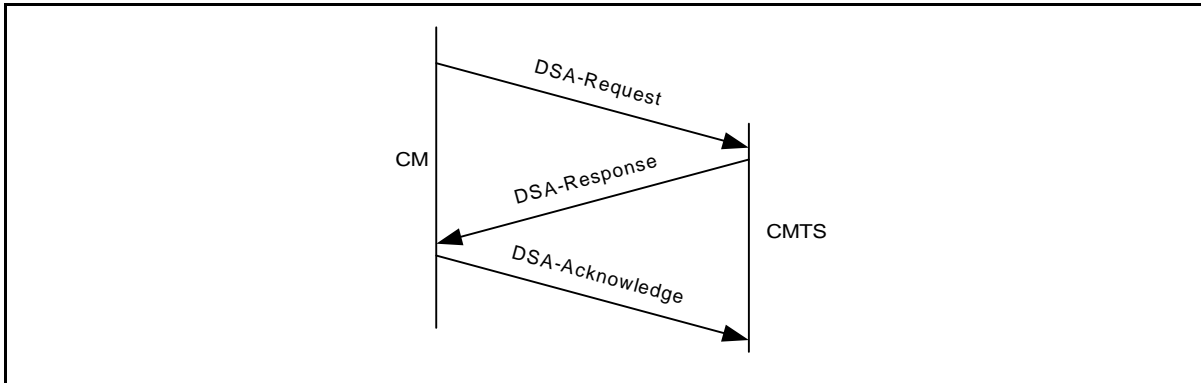 DSA-Request
CM
DSA-Response
CMTS
DSA-Acknowledge